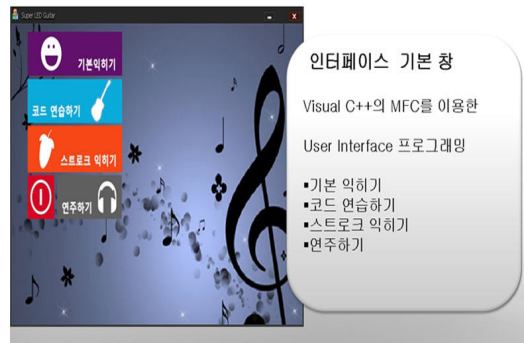 Super LED Guitar
기본익히기
코드 연습하기
스트로크 익히기
연주하기
인터페이스 기본 창
Visual C++의 MFC를 이용한
User Interface 프로그래밍
▪기본 익히기
▪코드 연습하기
▪스트로크 익히기
▪연주하기